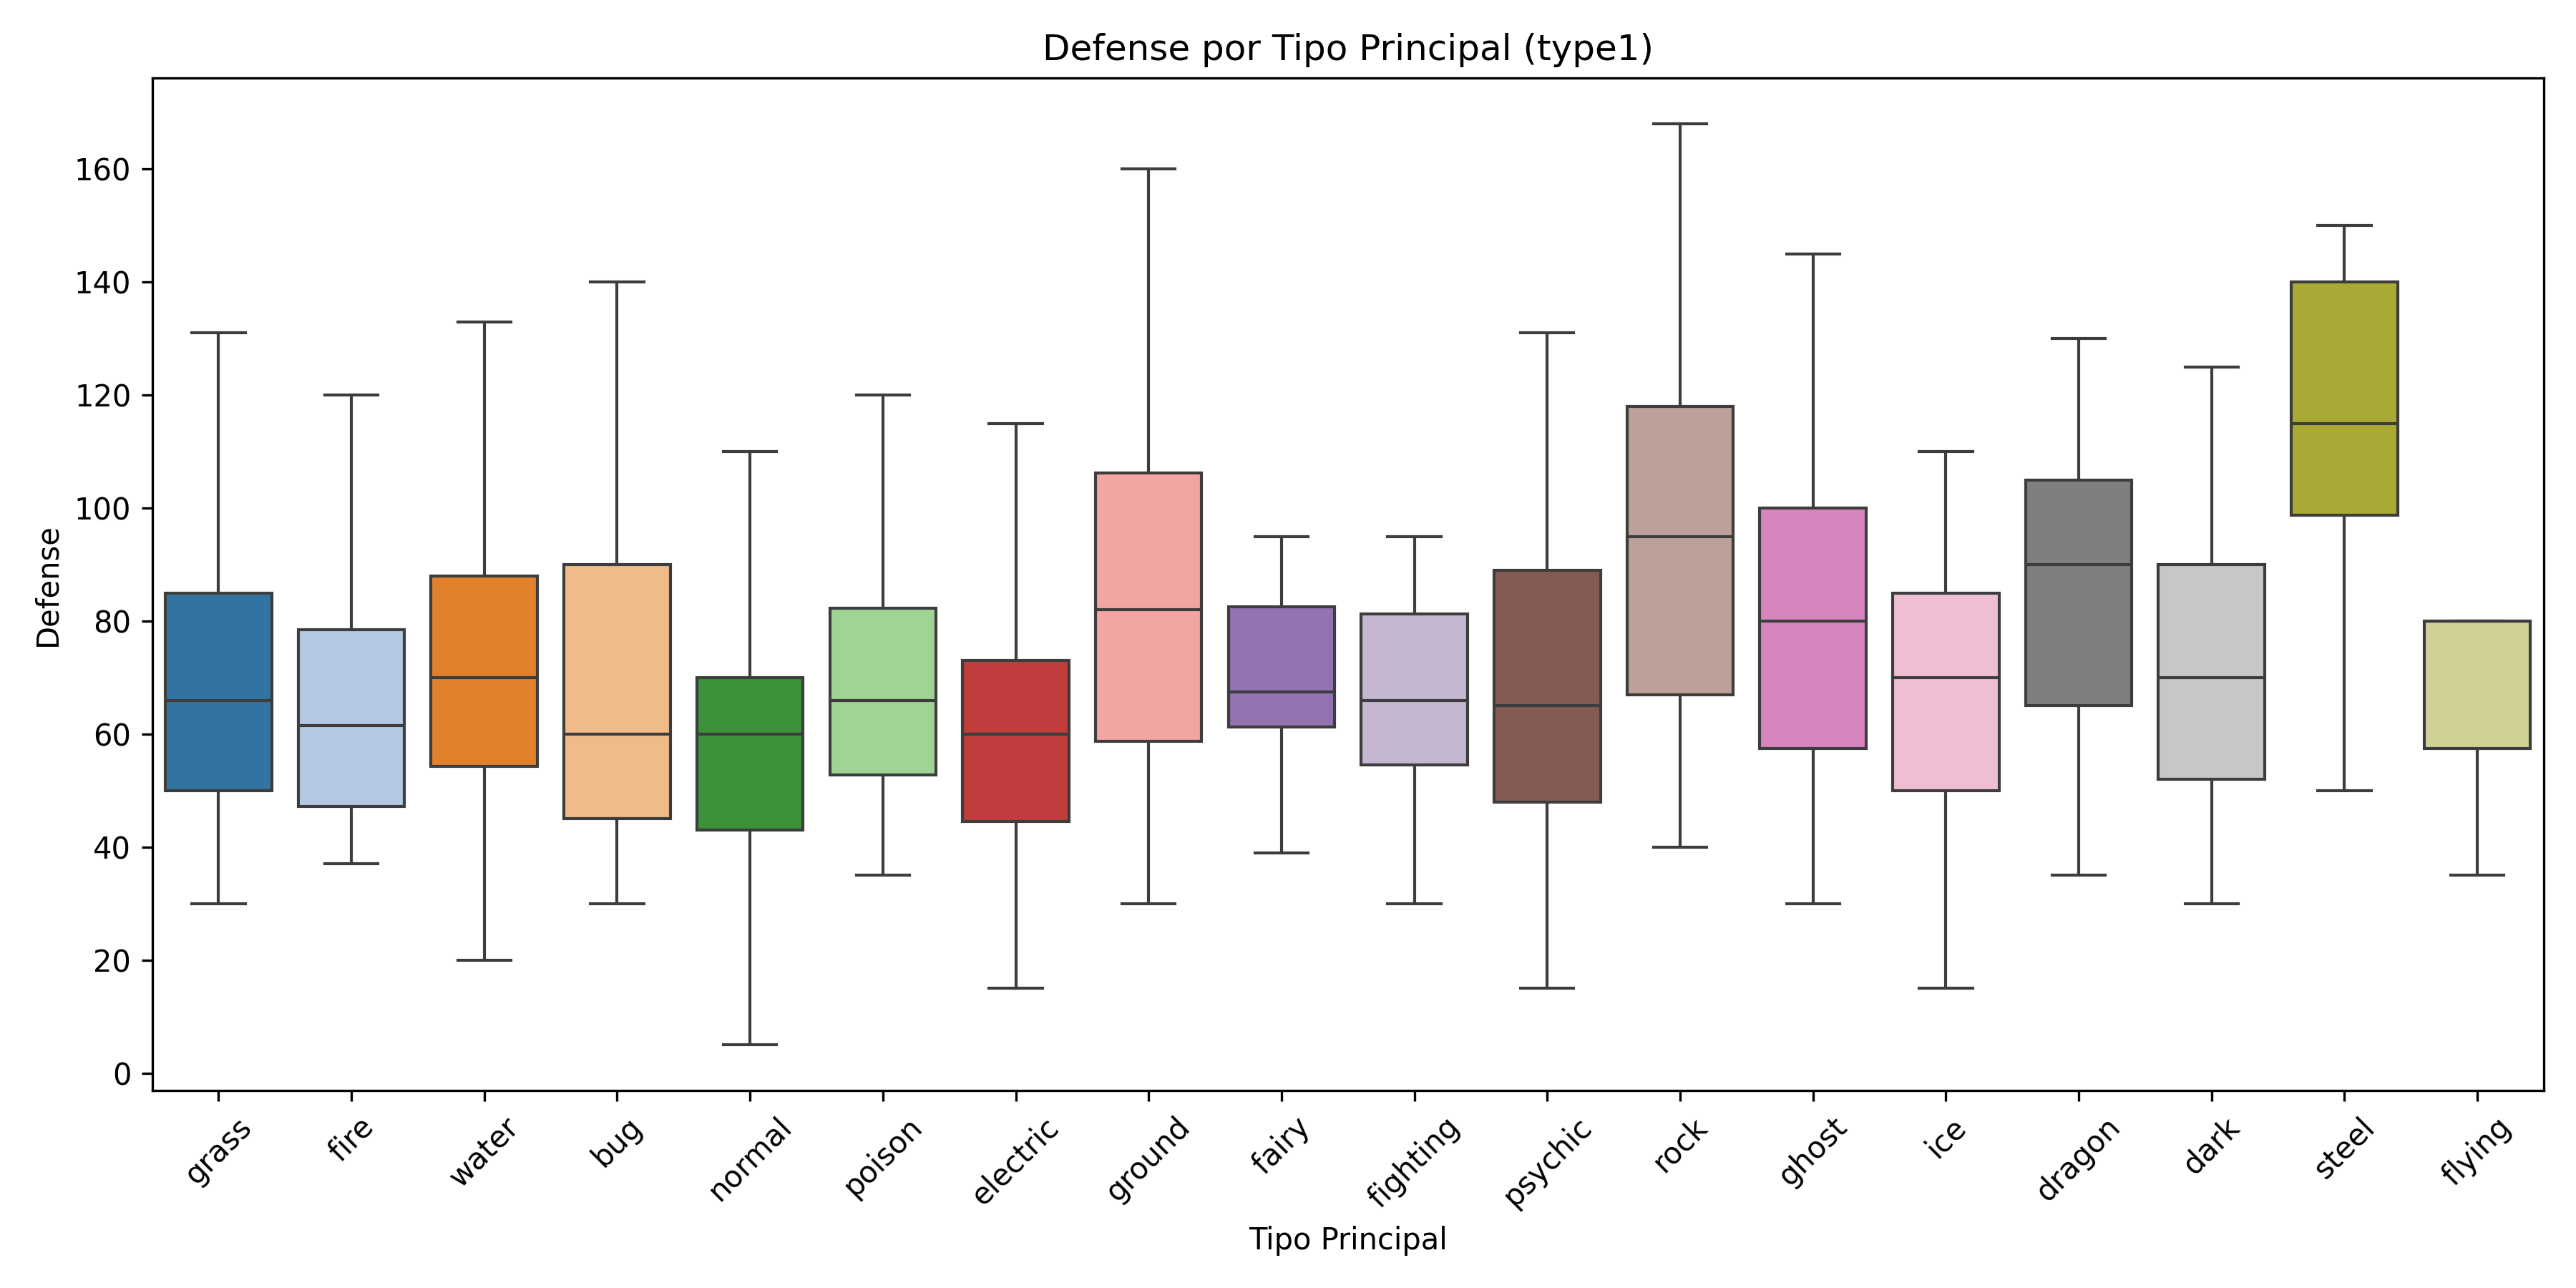 Defense por Tipo Principal (type1)
Defense
160
140
120
100
80
60
40
20
0
grass
fire
water
bug
normal
poison
electric
ground
fairy
fighting
psychic
rock
ghost
ice
dragon
dark
steel
flying
Tipo Principal